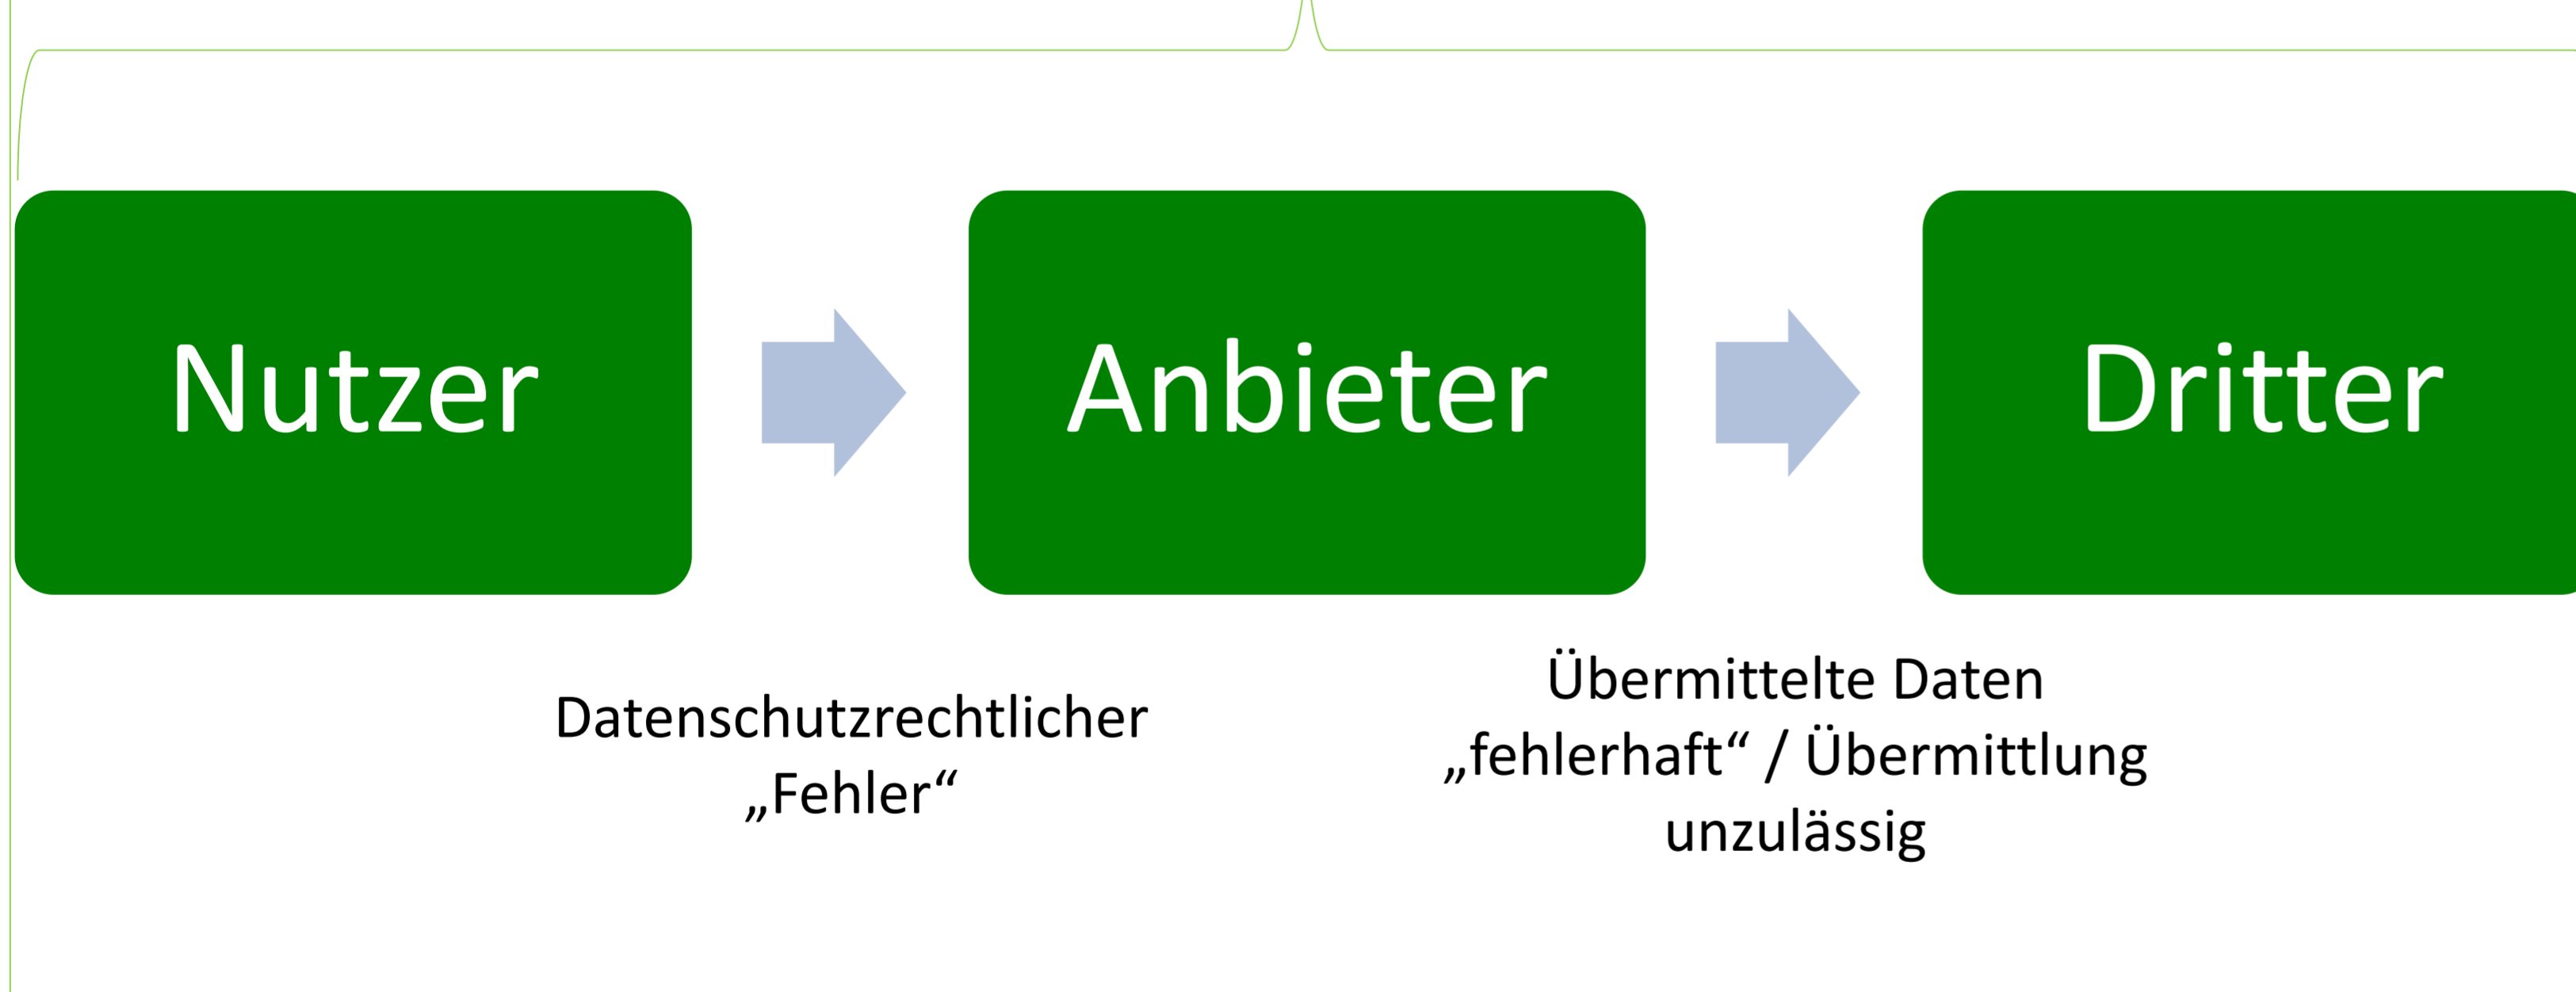 Nutzer
Anbieter
Dritter
Datenschutzrechtlicher
„Fehler“
Übermittelte Daten
„fehlerhaft“ / Übermittlung
unzulässig